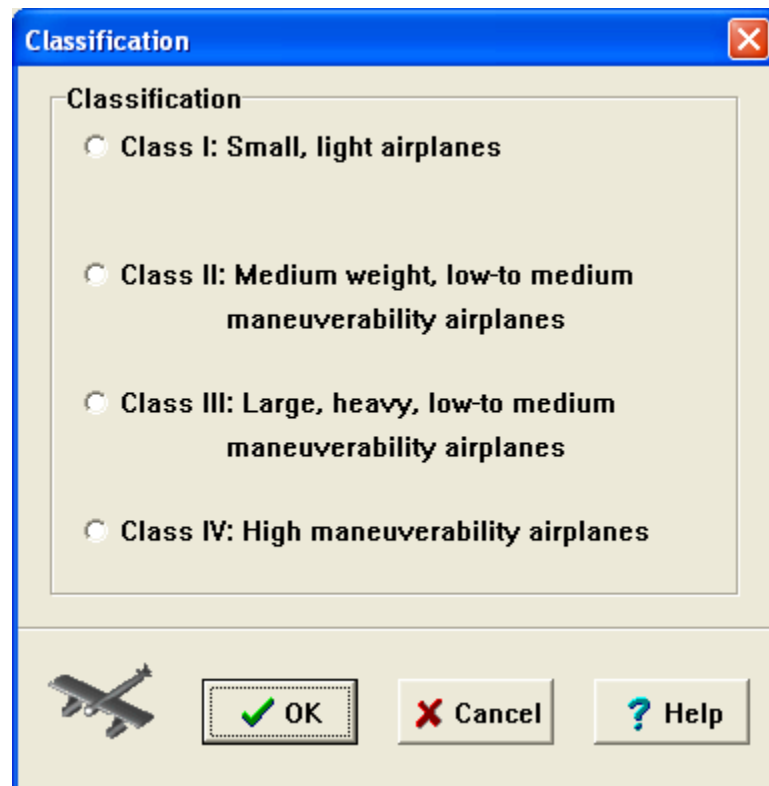 Classification
Classification
Class I: Small, light airplanes
Class II: Medium weight, low-to medium
maneuverability airplanes
Class III: Large, heavy, low-to medium
maneuverability airplanes
Class IV: High maneuverability airplanes
OK
Cancel
? Help